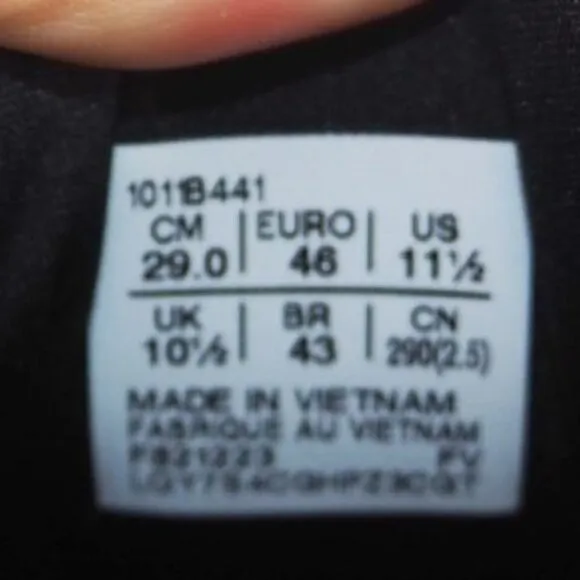 1011B441
CM | EURO | US
29.0 | 46 | 11½
UK | BR | CN
10½ | 43 | 290(2.5)
MADE IN VIETNAM
FABRIQUE AU VIETNAM
FV